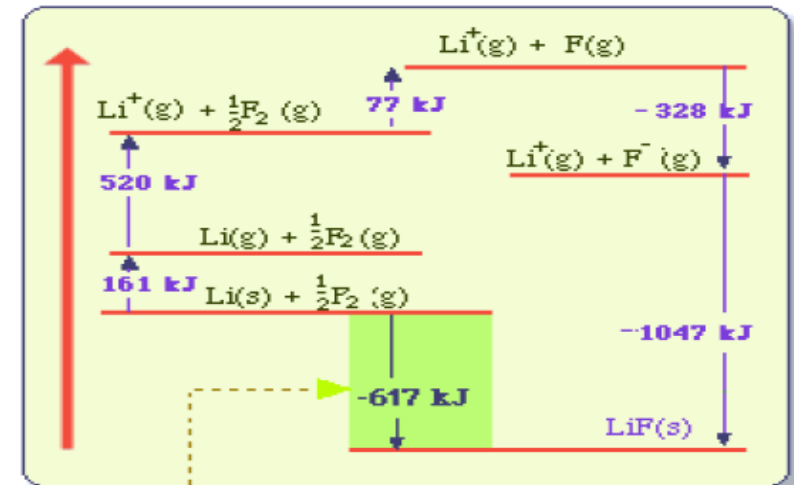 Li⁺(g) + F(g)
Li⁺(g) + ½F₂ (g)
77 kJ
- 328 kJ
Li⁺(g) + F⁻ (g)
520 kJ
Li(g) + ½F₂(g)
161 kJ
Li(s) + ½F₂ (g)
-1047 kJ
-617 kJ
LiF(s)